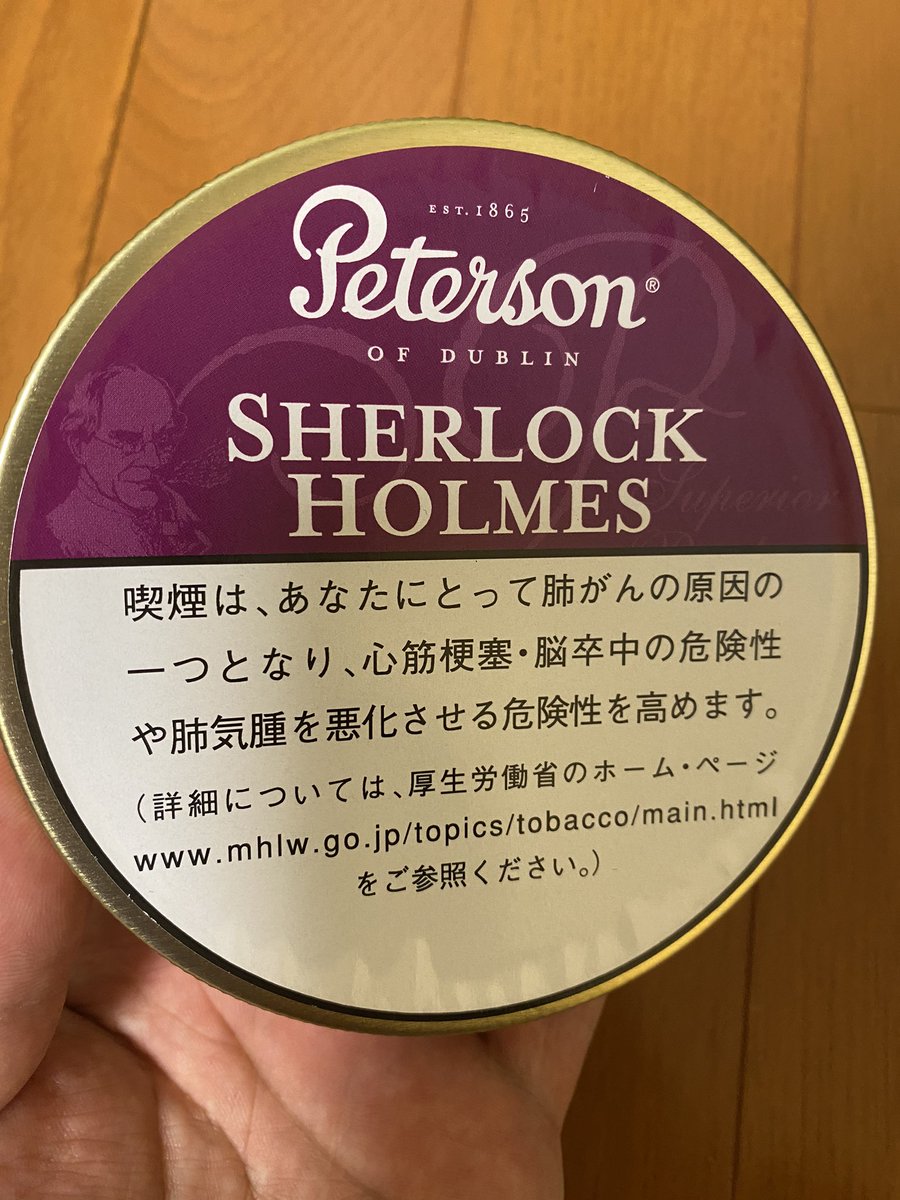 EST. 1865
Peterson®
OF DUBLIN
SHERLOCK
HOLMES
Superior
喫煙は、あなたにとって肺がんの原因の
一つとなり、心筋梗塞・脳卒中の危険性
や肺気腫を悪化させる危険性を高めます。
(詳細については、厚生労働省のホーム・ページ
www.mhlw.go.jp/topics/tobacco/main.html
をご参照ください。)